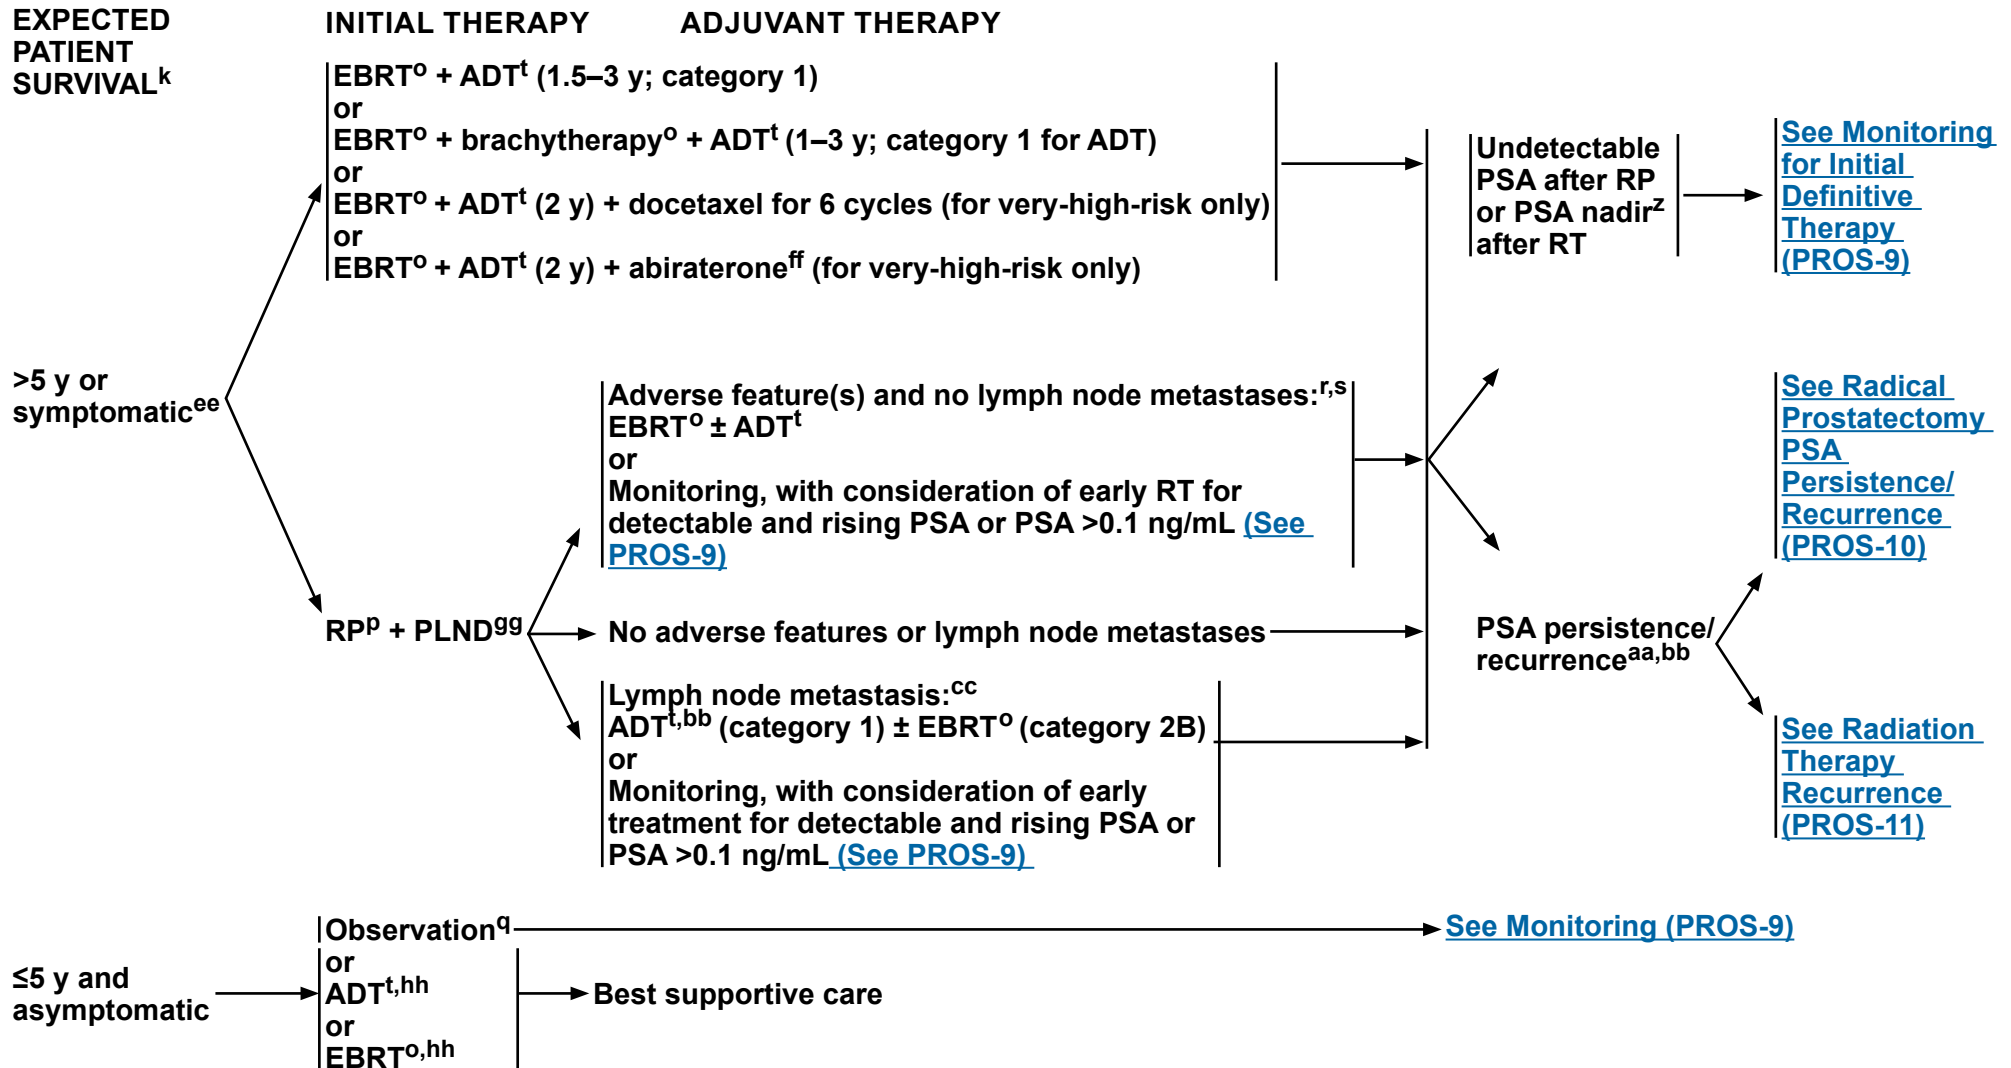 EXPECTED
PATIENT
SURVIVALk
INITIAL THERAPY
ADJUVANT THERAPY
EBRTo + ADTt (1.5–3 y; category 1)
or
EBRTo + brachytherapyo + ADTt (1–3 y; category 1 for ADT)
or
EBRTo + ADTt (2 y) + docetaxel for 6 cycles (for very-high-risk only)
or
EBRTo + ADTt (2 y) + abirateroneff (for very-high-risk only)
Undetectable
PSA after RP
or PSA nadirz
after RT
See Monitoring
for Initial
Definitive
Therapy
(PROS-9)
>5 y or
symptomaticee
Adverse feature(s) and no lymph node metastases:r,s
EBRTo ± ADTt
or
Monitoring, with consideration of early RT for
detectable and rising PSA or PSA >0.1 ng/mL (See
PROS-9)
See Radical
Prostatectomy
PSA
Persistence/
Recurrence
(PROS-10)
RPp + PLNDgg
No adverse features or lymph node metastases
PSA persistence/
recurrenceaa,bb
Lymph node metastasis:cc
ADTt,bb (category 1) ± EBRTo (category 2B)
or
Monitoring, with consideration of early
treatment for detectable and rising PSA or
PSA >0.1 ng/mL (See PROS-9)
See Radiation
Therapy
Recurrence
(PROS-11)
≤5 y and
asymptomatic
Observationq
or
ADTt,hh
or
EBRTo,hh
See Monitoring (PROS-9)
Best supportive care